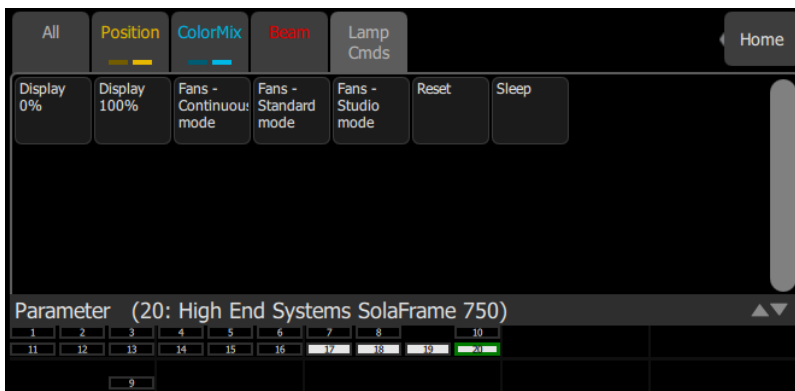 All Position ColorMix Beam Lamp Home
Cmds
Display Display Fans - Fans - Fans - Reset Sleep
0% 100% Continuous Standard Studio
mode mode mode
Parameter (20: High End Systems SolaFrame 750)
1 2 3 4 5 6 7 8 10
11 12 13 14 15 16 17 18 19 20
9